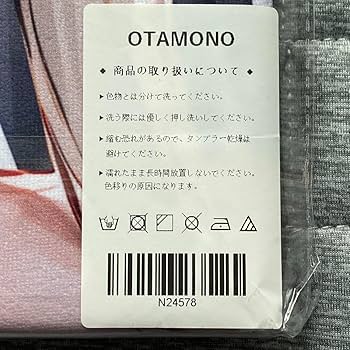 OTAMONO
◆ 商品の取り扱いについて ◆
▶色物とは分けて洗ってください。
▶洗う際には優しく押し洗いしてください。
▶縮む恐れがあるので、タンブラー乾燥は
避けてください。
▶濡れたまま長時間放置しないでください。
色移りの原因になります。
N24578